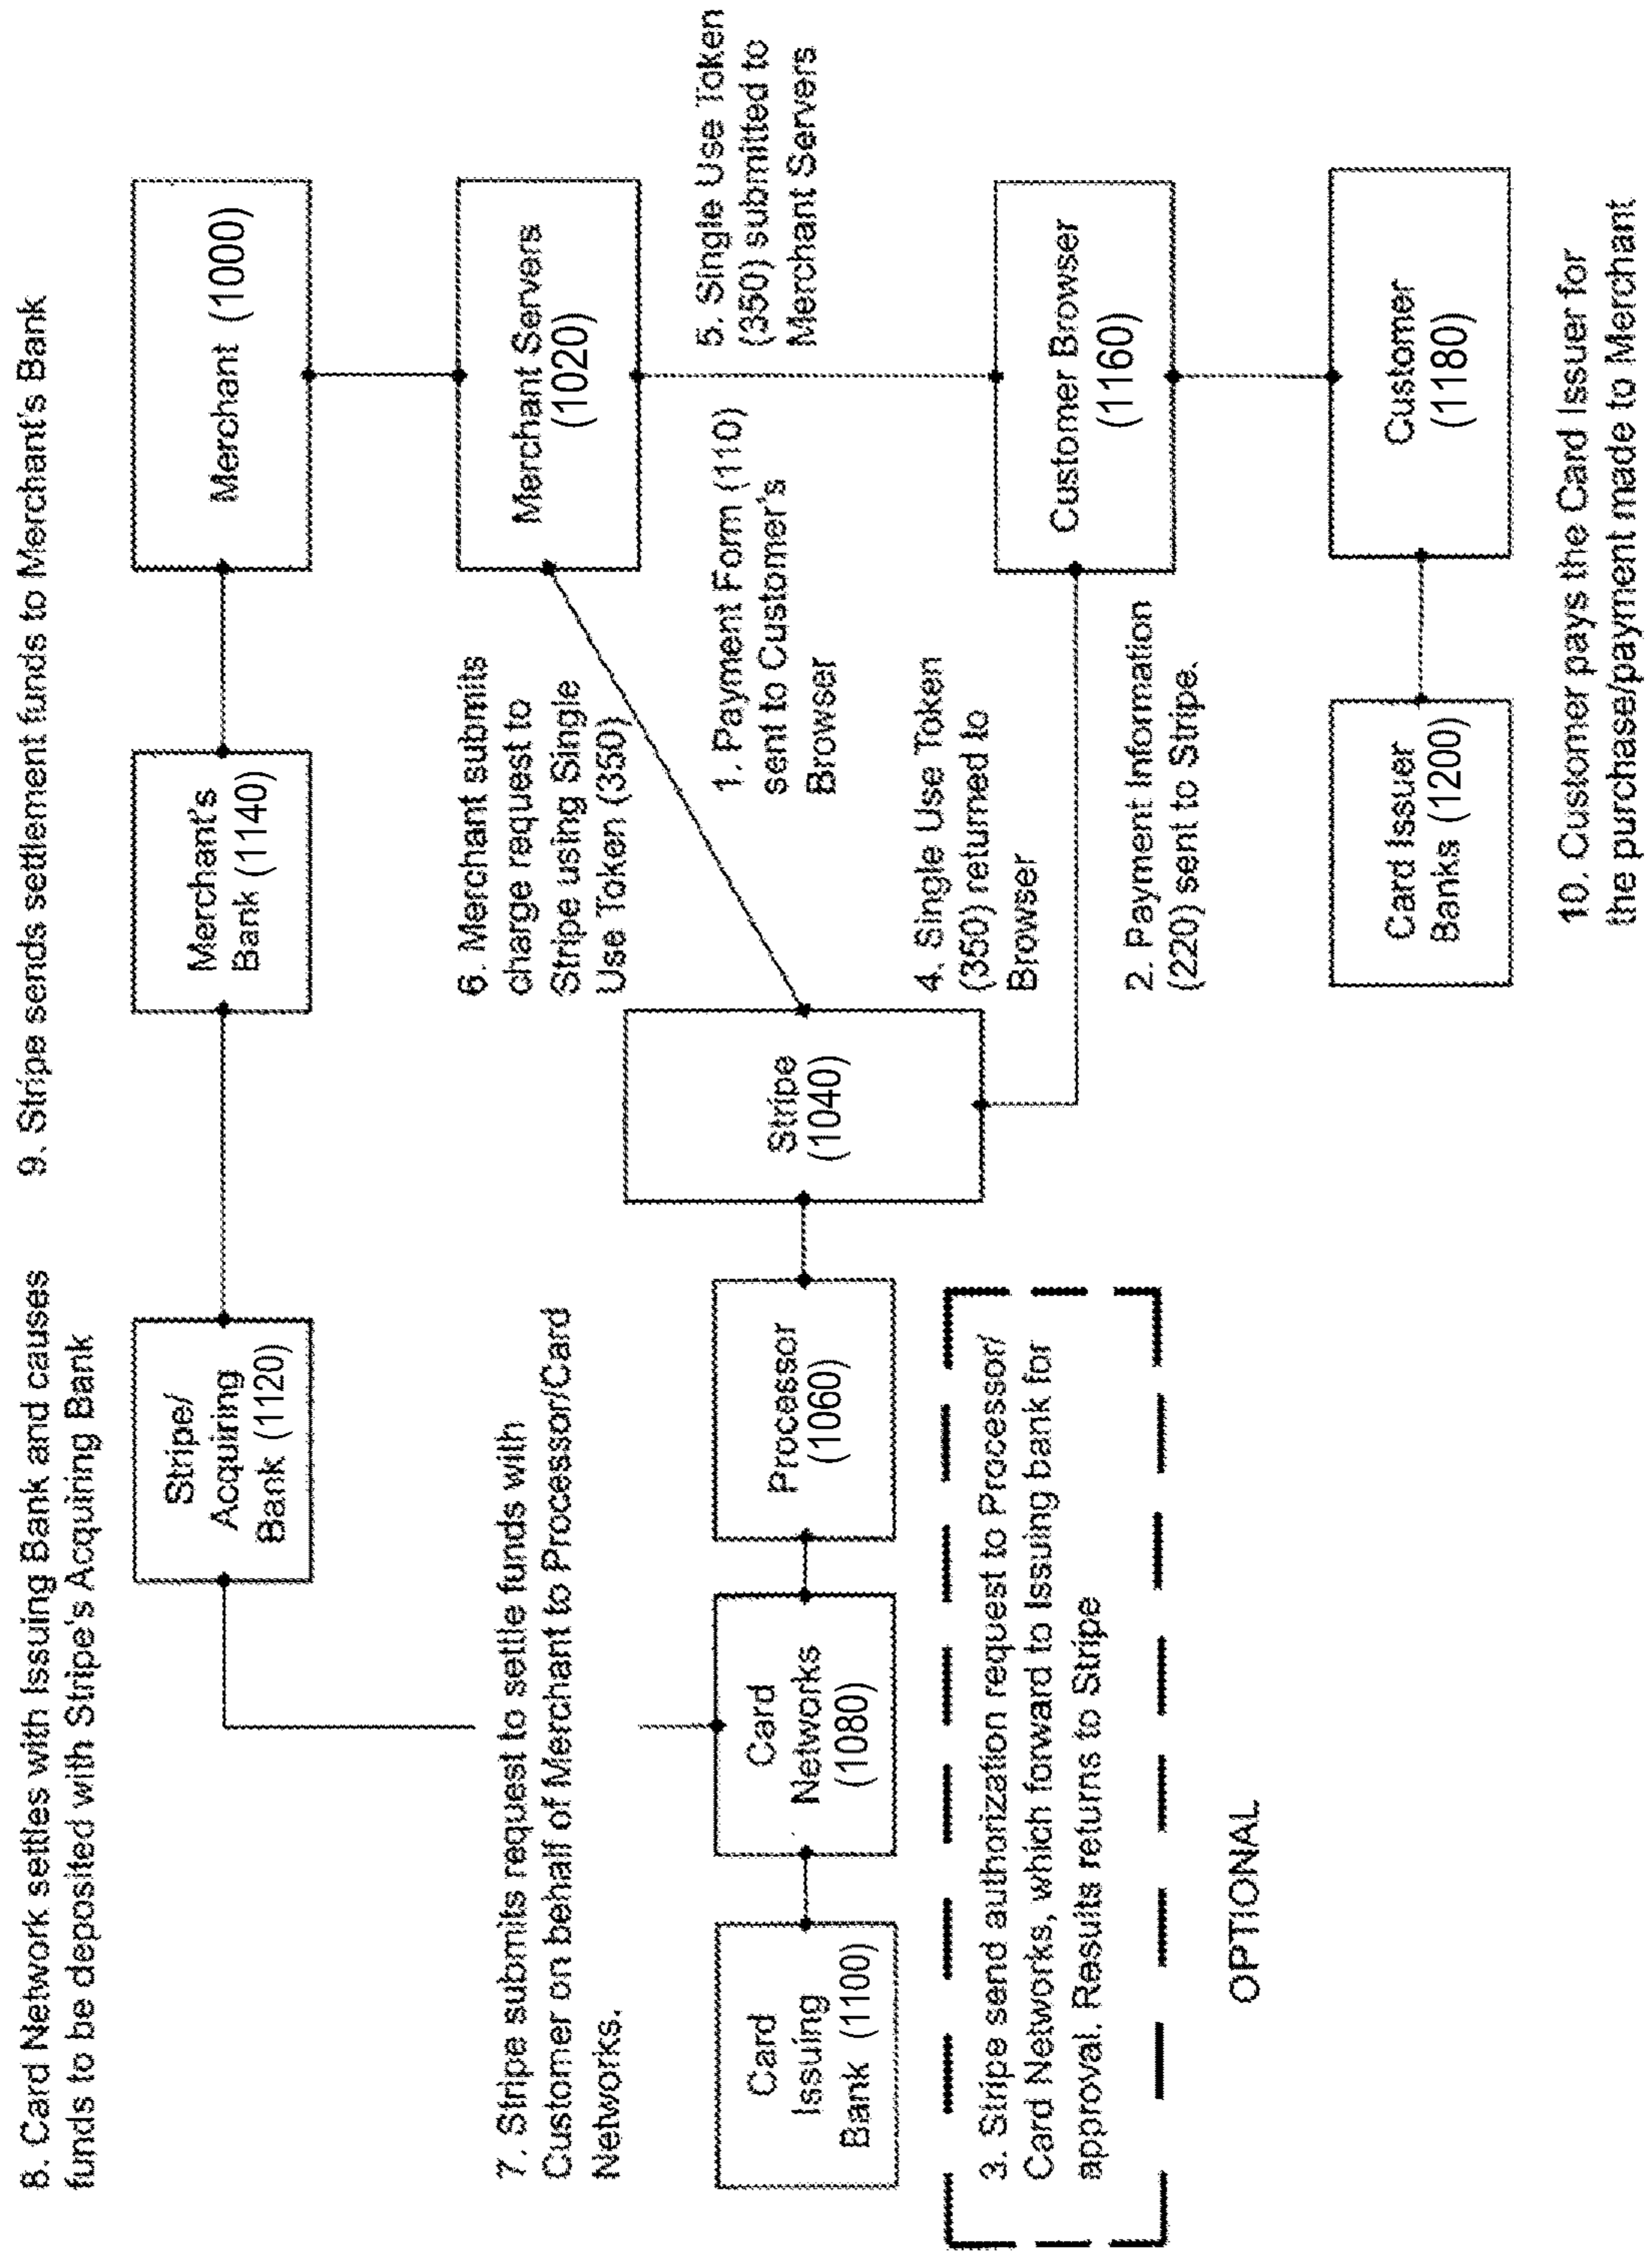 8. Card Network settles with Issuing Bank and causes
funds to be deposited with Stripe's Acquiring Bank
9. Stripe sends settlement funds to Merchant's Bank
Stripe/
Acquiring
Bank (1120)
Merchant's
Bank (1140)
Merchant (1000)
7. Stripe submits request to settle funds with
Customer on behalf of Merchant to Processor/Card
Networks.
6. Merchant submits
charge request to
Stripe using Single
Use Token (350)
Merchant Servers
(1020)
Card
Issuing
Bank (1100)
Card
Networks
(1080)
Processor
(1060)
Stripe
(1040)
1. Payment Form (110)
sent to Customer's
Browser
5. Single Use Token
(350) submitted to
Merchant Servers
3. Stripe send authorization request to Processor/
Card Networks, which forward to Issuing bank for
approval. Results returns to Stripe
OPTIONAL
4. Single Use Token
(350) returned to
Browser
2. Payment Information
(220) sent to Stripe.
Customer Browser
(1160)
Card Issuer
Banks (1200)
Customer
(1180)
10. Customer pays the Card Issuer for
the purchase/payment made to Merchant